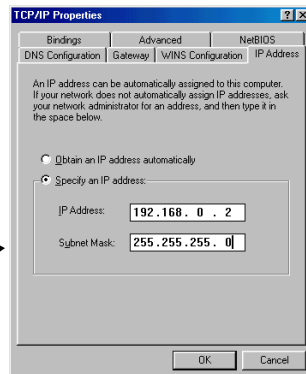 TCP/IP Properties
Bindings Advanced NetBIOS
DNS Configuration Gateway WINS Configuration IP Address
An IP address can be automatically assigned to this computer.
If your network does not automatically assign IP addresses, ask
your network administrator for an address, and then type it in
the space below.
Obtain an IP address automatically
Specify an IP address:
IP Address: 192.168. 0 . 2
Subnet Mask: 255.255.255. 0
OK Cancel